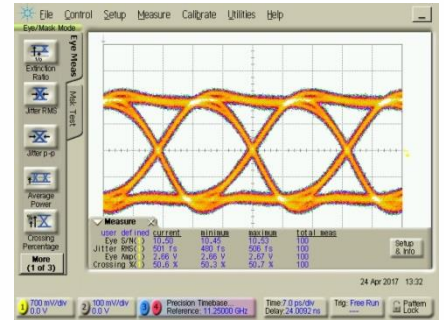 File Control Setup Measure Calibrate Utilities Help
Eye/Mask Mode
Extinction
Ratio
Jitter RMS
Jitter p-p
Average
Power
Crossing
Percentage
More
(1 of 3)
Eye Meas
Mask Test
Measure
user defined current minimum maximum total meas
Eye S/N( ) 10.50 10.45 10.53 100
Jitter RMS( ) 501 fs 480 fs 506 fs 100
Eye Amp( ) 2.66 V 2.66 V 2.67 V 100
Crossing %( ) 50.6 % 50.3 % 50.7 % 100
Setup
& Info
24 Apr 2017 13:32
1 700 mV/div
0.0 V
2 100 mV/div
0.0 V
3 4 Precision Timebase...
Reference: 11.25000 GHz
Time:7.0 ps/div
Delay:24.0092 ns
Trig: Free Run
Pattern
Lock